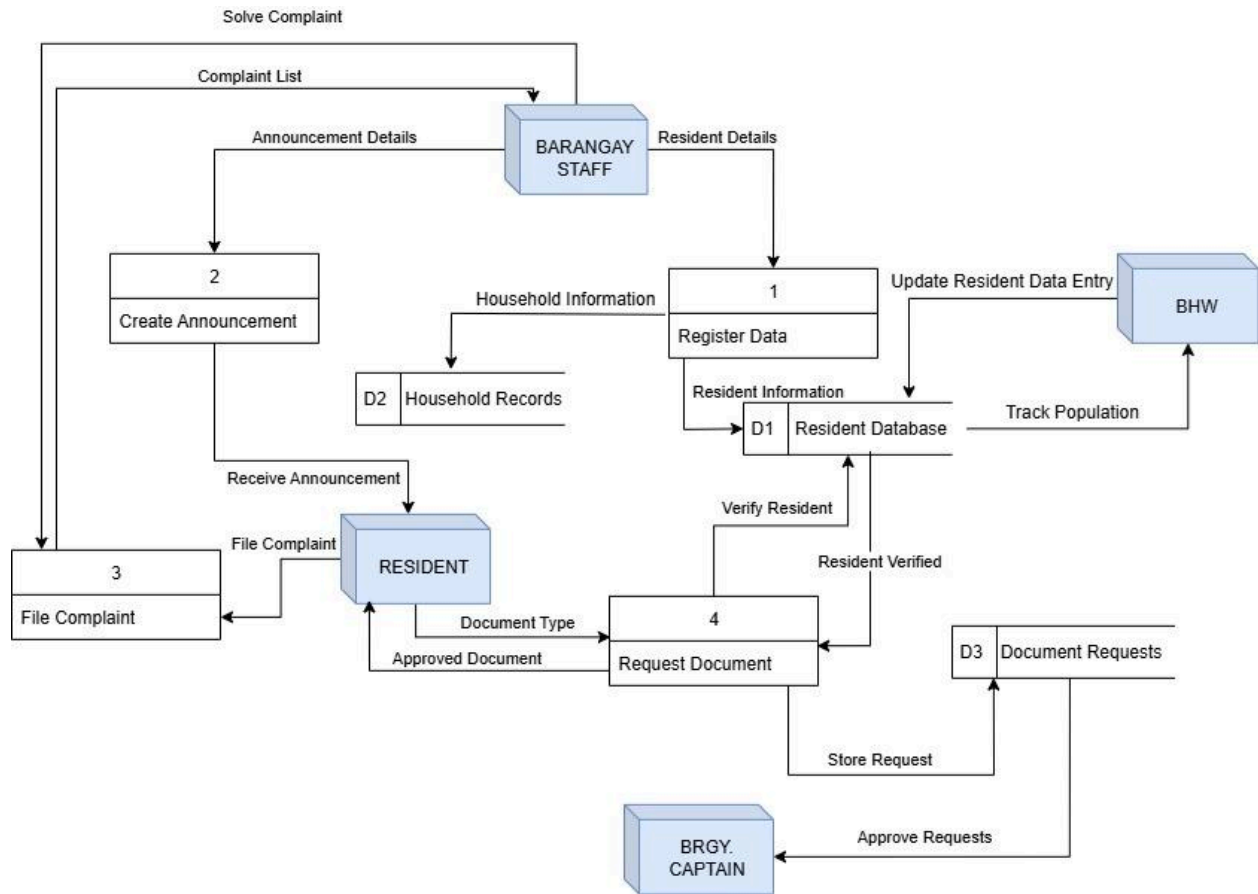 Solve Complaint
Complaint List
Announcement Details
BARANGAY
STAFF
Resident Details
2
Create Announcement
Household Information
1
Register Data
Update Resident Data Entry
BHW
D2
Household Records
Resident Information
D1
Resident Database
Track Population
Receive Announcement
Verify Resident
File Complaint
RESIDENT
Resident Verified
3
File Complaint
Document Type
Approved Document
4
Request Document
D3
Document Requests
Store Request
BRGY.
CAPTAIN
Approve Requests